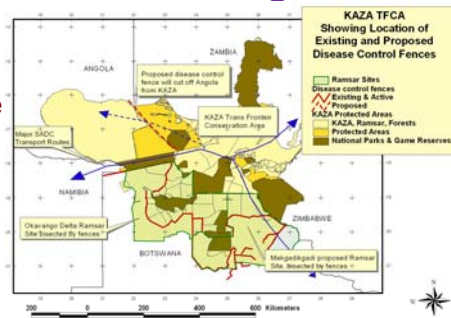 KAZA TFCA
Showing Location of
Existing and Proposed
Disease Control Fences
ZAMBIA
ANGOLA
Proposed disease control
fence will cut off Angola
from KAZA
KAZA Trans Frontier
Conservation Area
Major SADC
Transport Routes
NAMIBIA
ZIMBABWE
Okavango Delta Ramsar
Site bisected by fences
BOTSWANA
Makgadikgadi proposed Ramsar
Site, bisected by fences
Ramsar Sites
Disease control fences
Existing & Active
Proposed
KAZA Protected Areas
KAZA, Ramsar, Forests
Protected Areas
National Parks & Game Reserves
200 0 200 400 600 Kilometers
N
W E
S